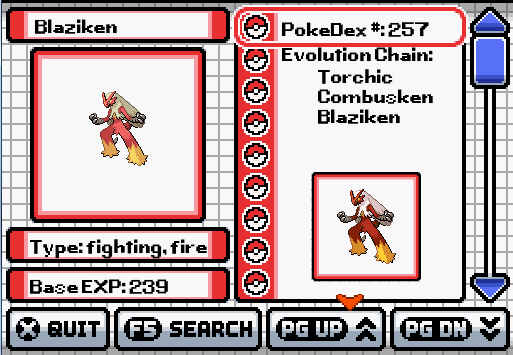 Blaziken
Type: fighting, fire
Base EXP: 239
PokeDex #: 257
Evolution Chain:
Torchic
Combusken
Blaziken
X QUIT
F5 SEARCH
PG UP
PG DN